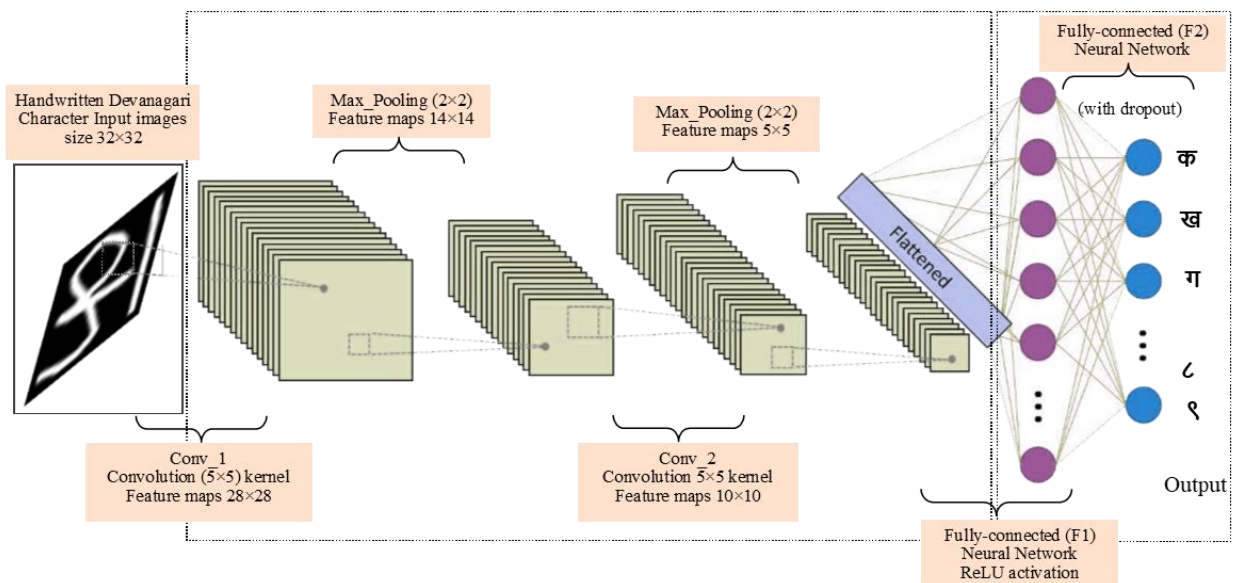 Handwritten Devanagari
Character Input images
size 32×32
Max_Pooling (2×2)
Feature maps 14×14
Max_Pooling (2×2)
Feature maps 5×5
Fully-connected (F2)
Neural Network
(with dropout)
Flattened
क
ख
ग
८
९
Output
Conv_1
Convolution (5×5) kernel
Feature maps 28×28
Conv_2
Convolution 5×5 kernel
Feature maps 10×10
Fully-connected (F1)
Neural Network
ReLU activation